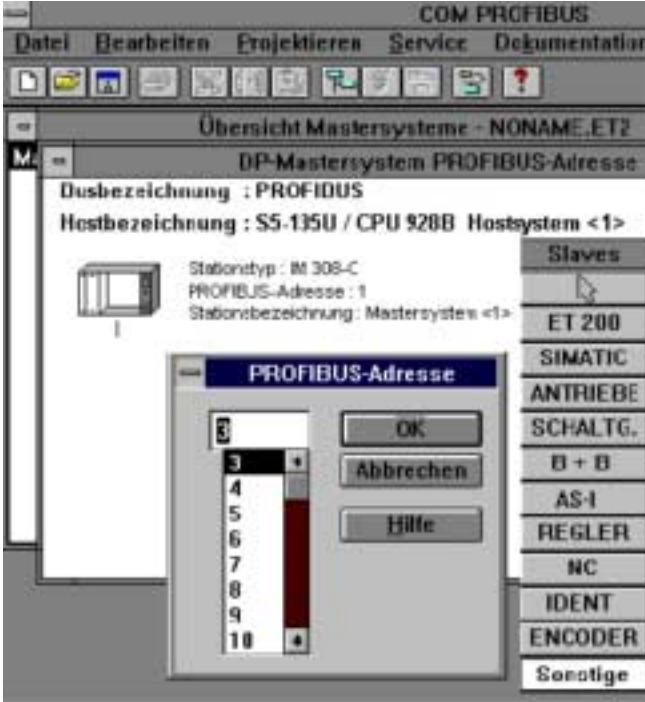 COM PROFIBUS
Datei Bearbeiten Projektieren Service Dokumentation
Übersicht Mastersysteme - NONAME.ET2
Ma
DP-Mastersystem PROFIBUS-Adresse
Busbezeichnung : PROFIBUS
Hostbezeichnung : S5-135U / CPU 928B Hostsystem <1>
Stationstyp : IM 308-C
PROFIBUS-Adresse : 1
Stationsbezeichnung : Mastersystem <1>
Slaves
ET 200
SIMATIC
ANTRIEBE
SCHALTG.
B + B
AS-I
REGLER
NC
IDENT
ENCODER
Sonstige
PROFIBUS-Adresse
3
OK
Abbrechen
Hilfe
3
4
5
6
7
8
9
10